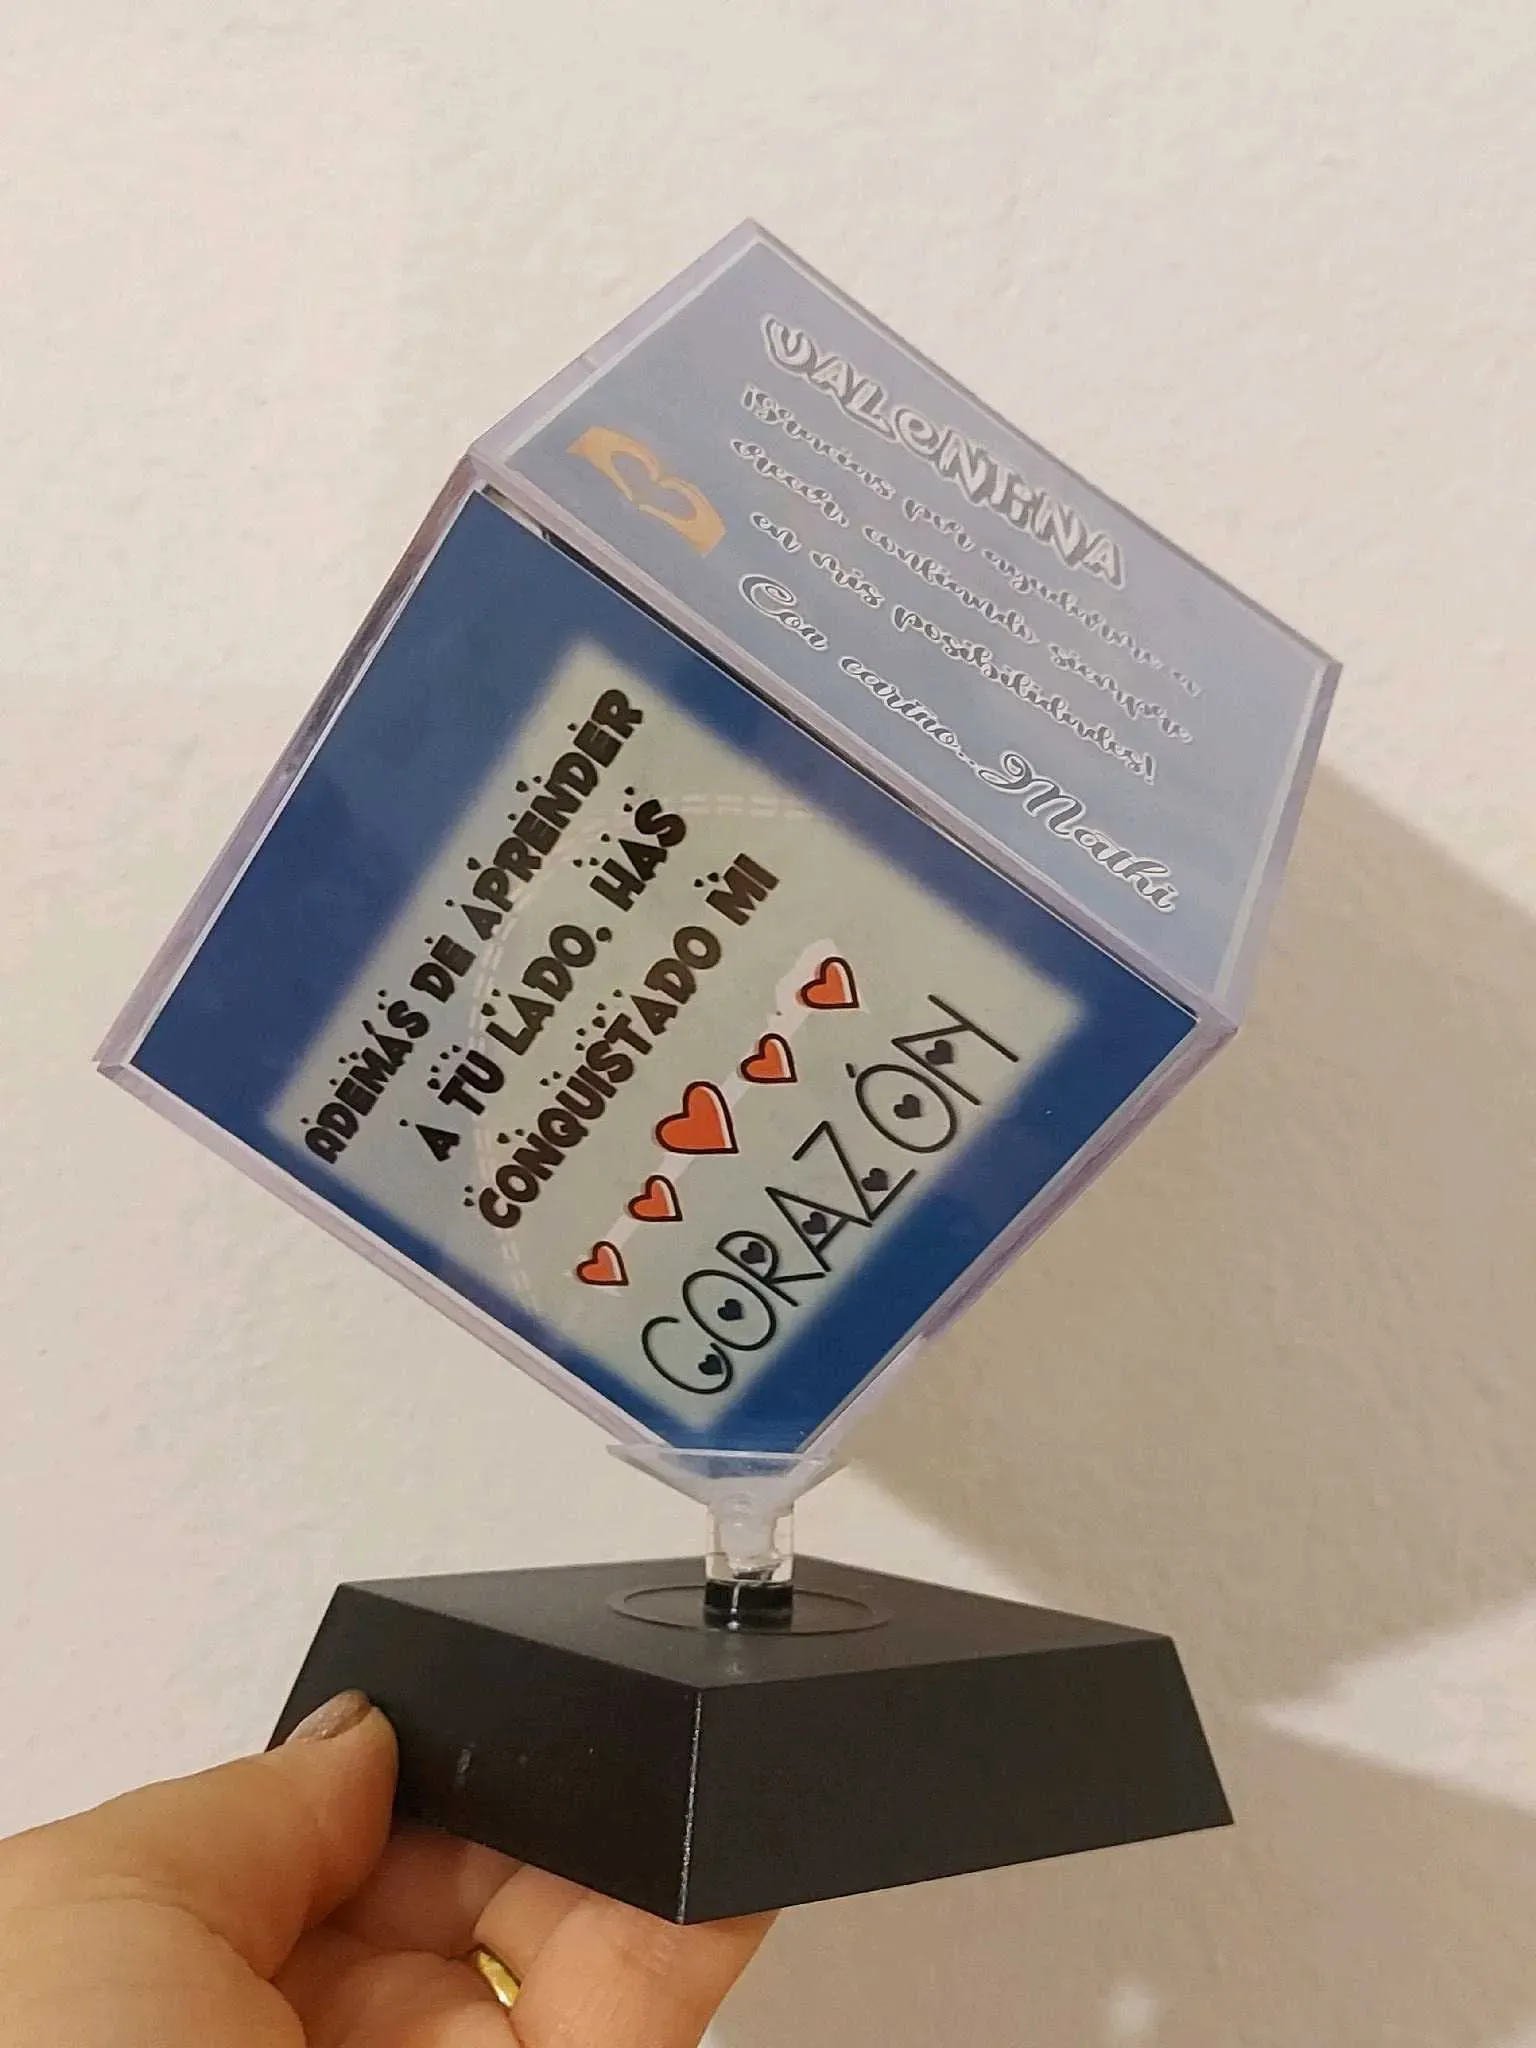 VALENTINA
¡Gracias por ayudarme a
crecer, confiando siempre
en mis posibilidades!
Con cariño...Mathi
ADEMÁS DE APRENDER
A TU LADO, HAS
CONQUISTADO MI
CORAZÓN